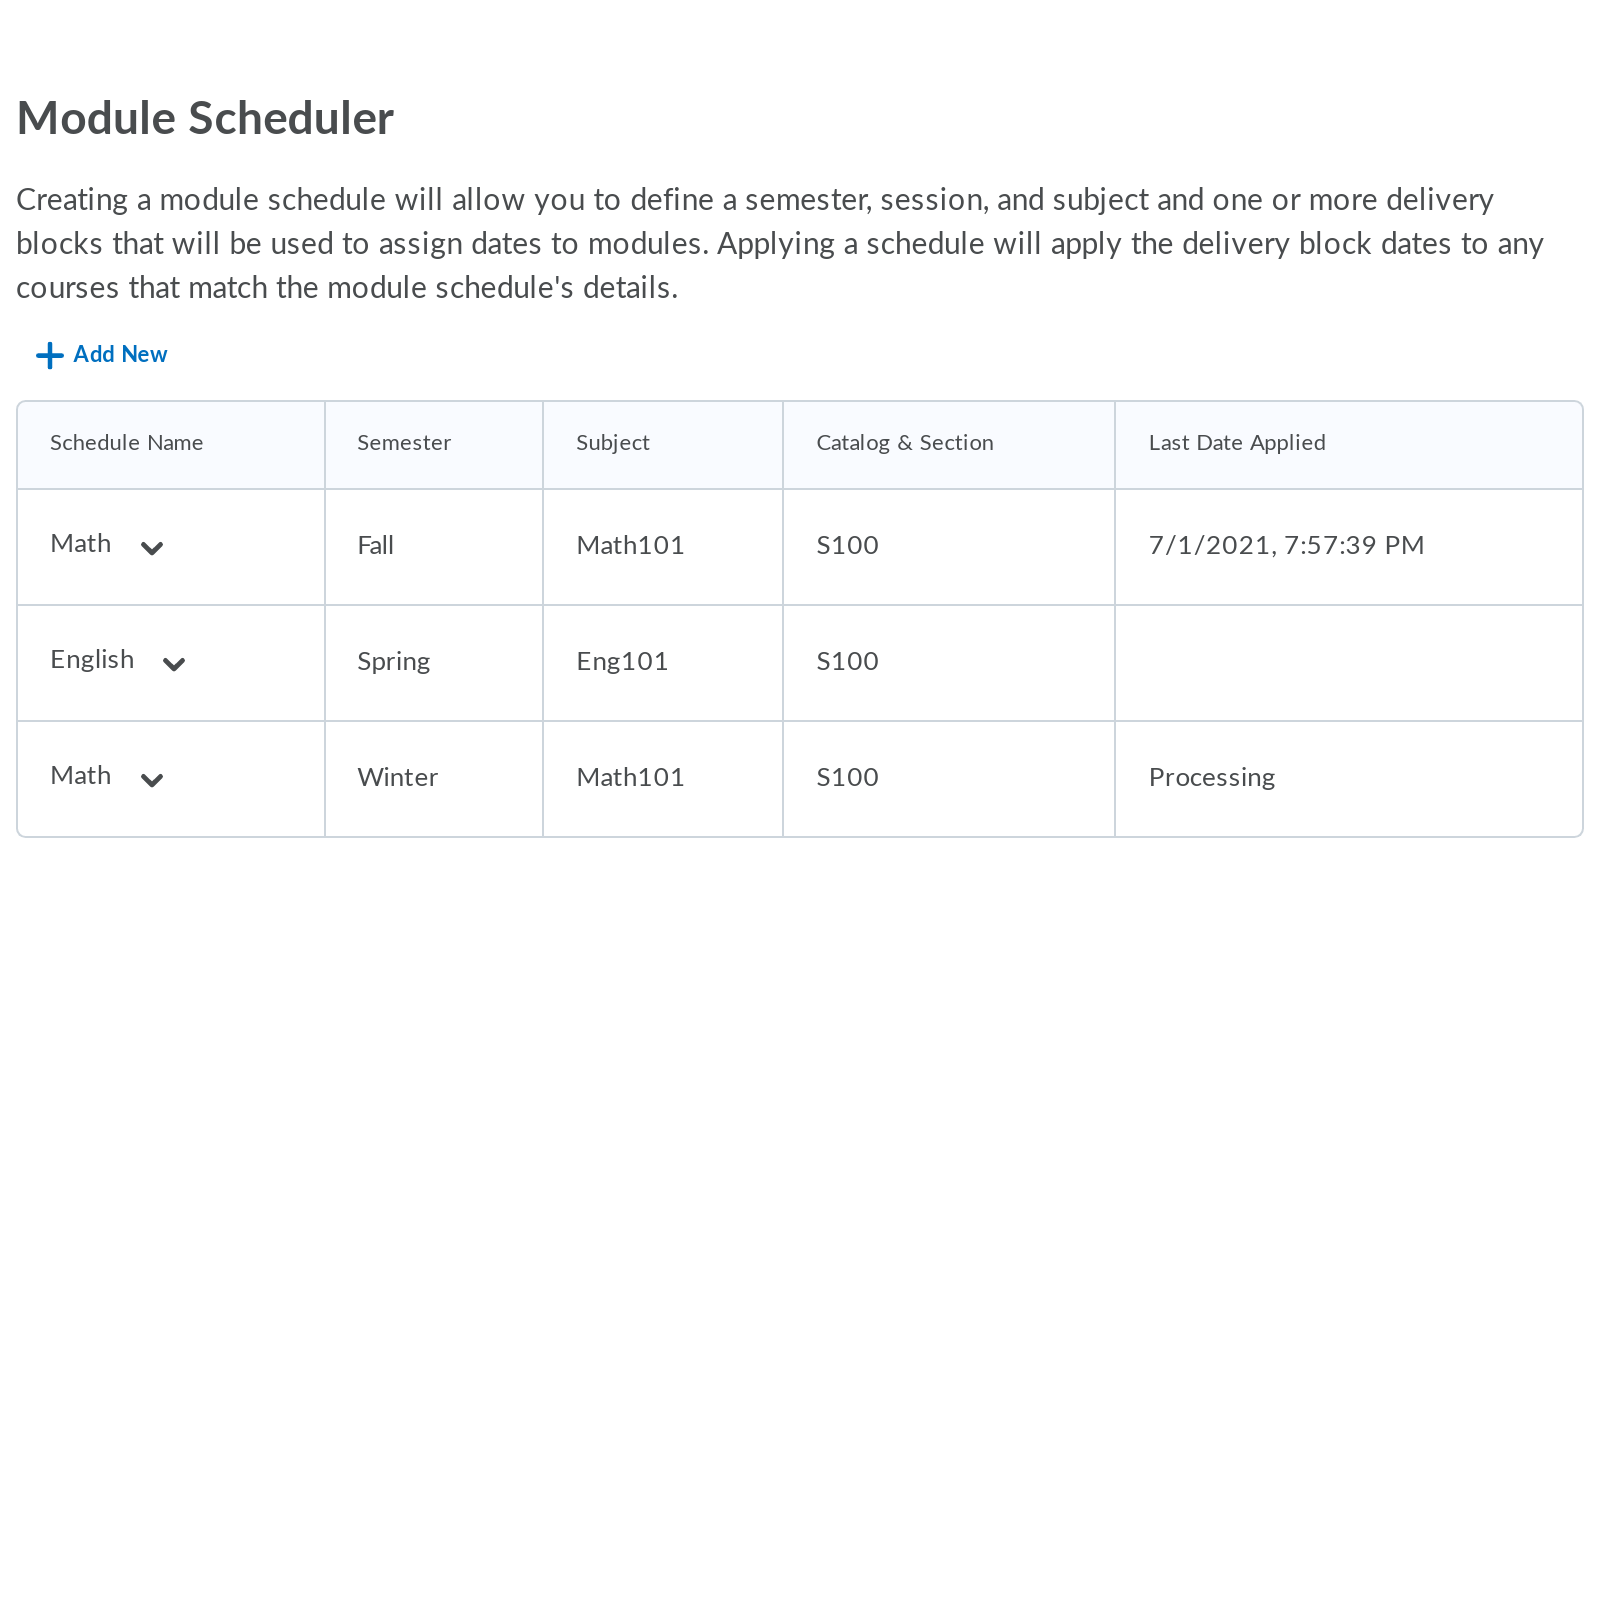 Module Scheduler
Creating a module schedule will allow you to define a semester, session, and subject and one or more delivery
blocks that will be used to assign dates to modules. Applying a schedule will apply the delivery block dates to any
courses that match the module schedule's details.
Add New
Schedule Name Semester Subject Catalog & Section Last Date Applied
Math Fall Math101 S100 7/1/2021, 7:57:39 PM
English Spring Eng101 S100
Math Winter Math101 S100 Processing